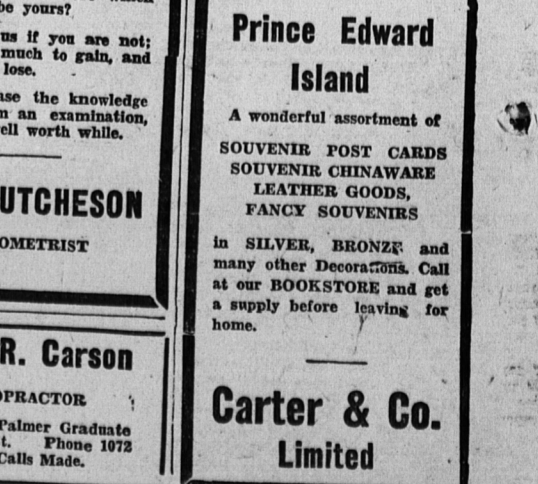 be yours?
us if you are not;
much to gain, and
lose.
the knowledge
an examination,
well worth while.
UTCHESON
OMETRIST
R. Carson
OPRACTOR
Palmer Graduate
t. Phone 1072
Calls Made.
Prince Edward
Island
A wonderful assortment of
SOUVENIR POST CARDS
SOUVENIR CHINAWARE
LEATHER GOODS,
FANCY SOUVENIRS
in SILVER, BRONZE and
many other Decorations. Call
at our BOOKSTORE and get
a supply before leaving for
home.
Carter & Co.
Limited